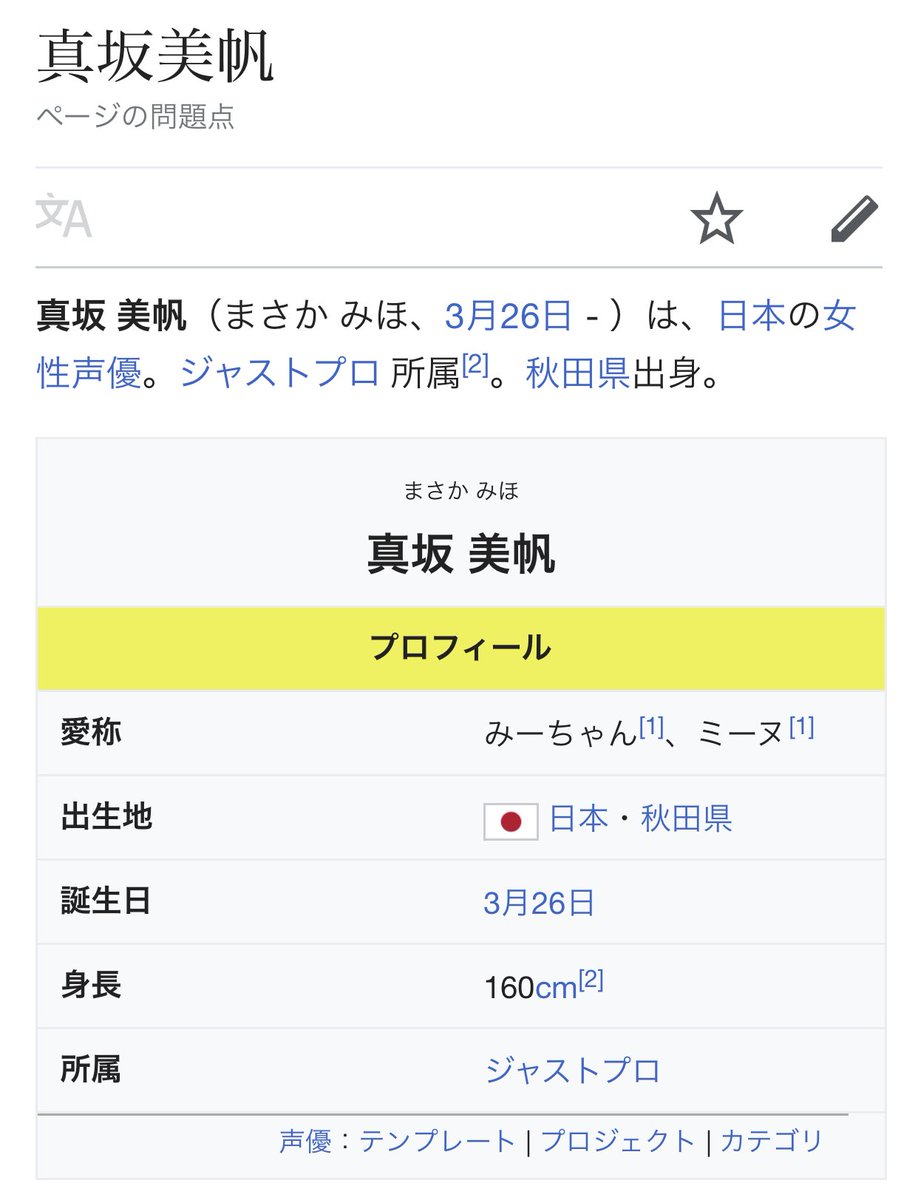 真坂美帆
ページの問題点
文A
真坂 美帆（まさか みほ、3月26日 - ）は、日本の女
性声優。ジャストプロ 所属[2]。秋田県出身。
まさか みほ
真坂 美帆
プロフィール
愛称 みーちゃん[1]、ミーヌ[1]
出生地 日本・秋田県
誕生日 3月26日
身長 160cm[2]
所属 ジャストプロ
声優：テンプレート | プロジェクト | カテゴリ